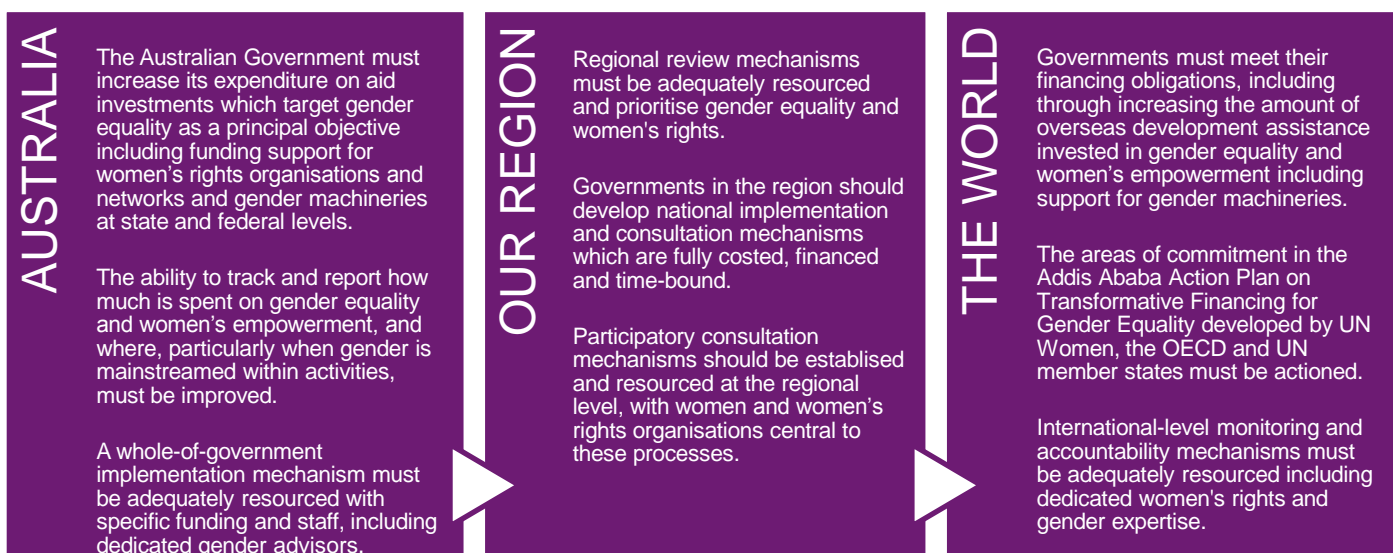 AUSTRALIA
The Australian Government must
increase its expenditure on aid
investments which target gender
equality as a principal objective
including funding support for
women’s rights organisations and
networks and gender machineries
at state and federal levels.
The ability to track and report how
much is spent on gender equality
and women’s empowerment, and
where, particularly when gender is
mainstreamed within activities,
must be improved.
A whole-of-government
implementation mechanism must
be adequately resourced with
specific funding and staff, including
dedicated gender advisors.
OUR REGION
Regional review mechanisms
must be adequately resourced
and prioritise gender equality and
women's rights.
Governments in the region should
develop national implementation
and consultation mechanisms
which are fully costed, financed
and time-bound.
Participatory consultation
mechanisms should be establised
and resourced at the regional
level, with women and women’s
rights organisations central to
these processes.
THE WORLD
Governments must meet their
financing obligations, including
through increasing the amount of
overseas development assistance
invested in gender equality and
women’s empowerment including
support for gender machineries.
The areas of commitment in the
Addis Ababa Action Plan on
Transformative Financing for
Gender Equality developed by UN
Women, the OECD and UN
member states must be actioned.
International-level monitoring and
accountability mechanisms must
be adequately resourced including
dedicated women's rights and
gender expertise.